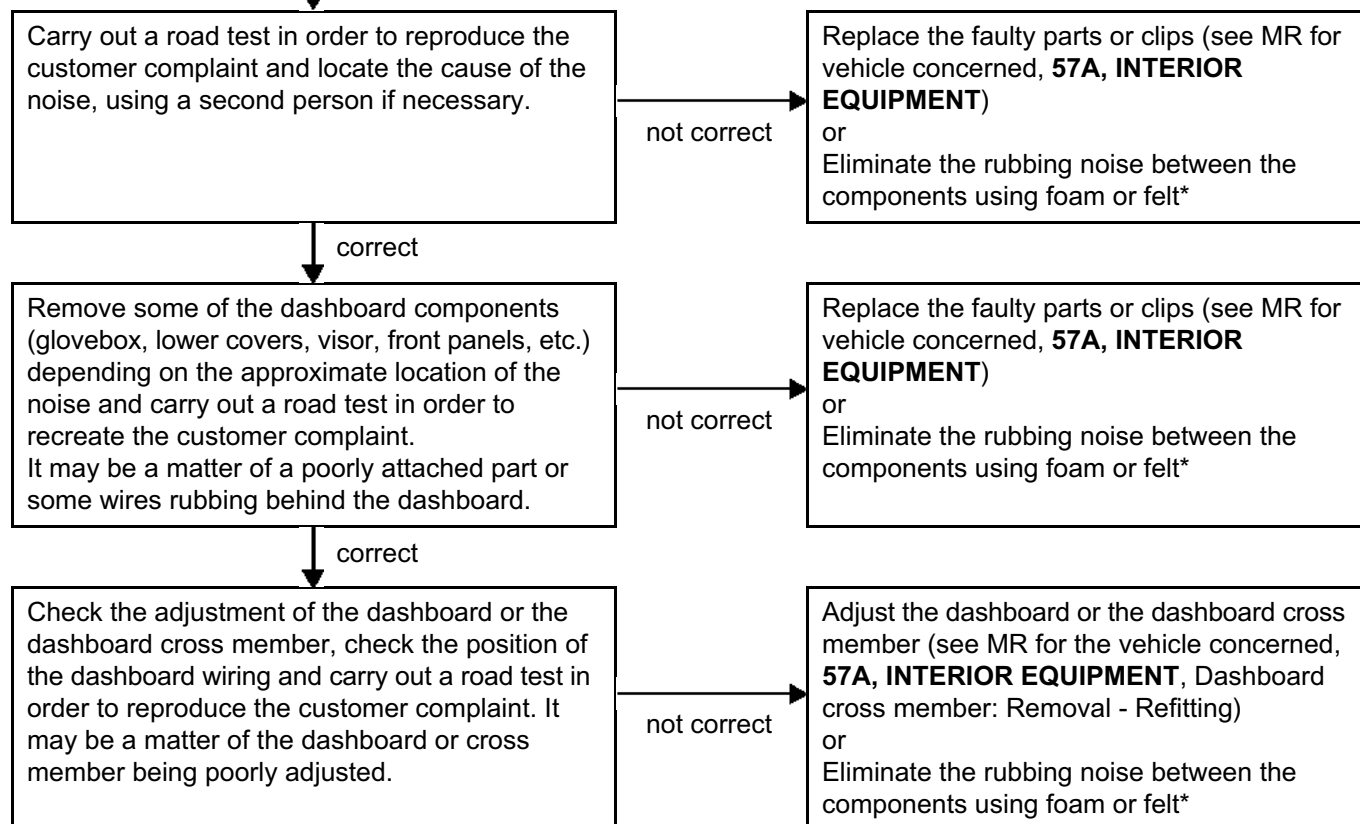 Carry out a road test in order to reproduce the
customer complaint and locate the cause of the
noise, using a second person if necessary.
not correct
Replace the faulty parts or clips (see MR for
vehicle concerned, 57A, INTERIOR
EQUIPMENT)
or
Eliminate the rubbing noise between the
components using foam or felt*
correct
Remove some of the dashboard components
(glovebox, lower covers, visor, front panels, etc.)
depending on the approximate location of the
noise and carry out a road test in order to
recreate the customer complaint.
It may be a matter of a poorly attached part or
some wires rubbing behind the dashboard.
not correct
Replace the faulty parts or clips (see MR for
vehicle concerned, 57A, INTERIOR
EQUIPMENT)
or
Eliminate the rubbing noise between the
components using foam or felt*
correct
Check the adjustment of the dashboard or the
dashboard cross member, check the position of
the dashboard wiring and carry out a road test in
order to reproduce the customer complaint. It
may be a matter of the dashboard or cross
member being poorly adjusted.
not correct
Adjust the dashboard or the dashboard cross
member (see MR for the vehicle concerned,
57A, INTERIOR EQUIPMENT, Dashboard
cross member: Removal - Refitting)
or
Eliminate the rubbing noise between the
components using foam or felt*